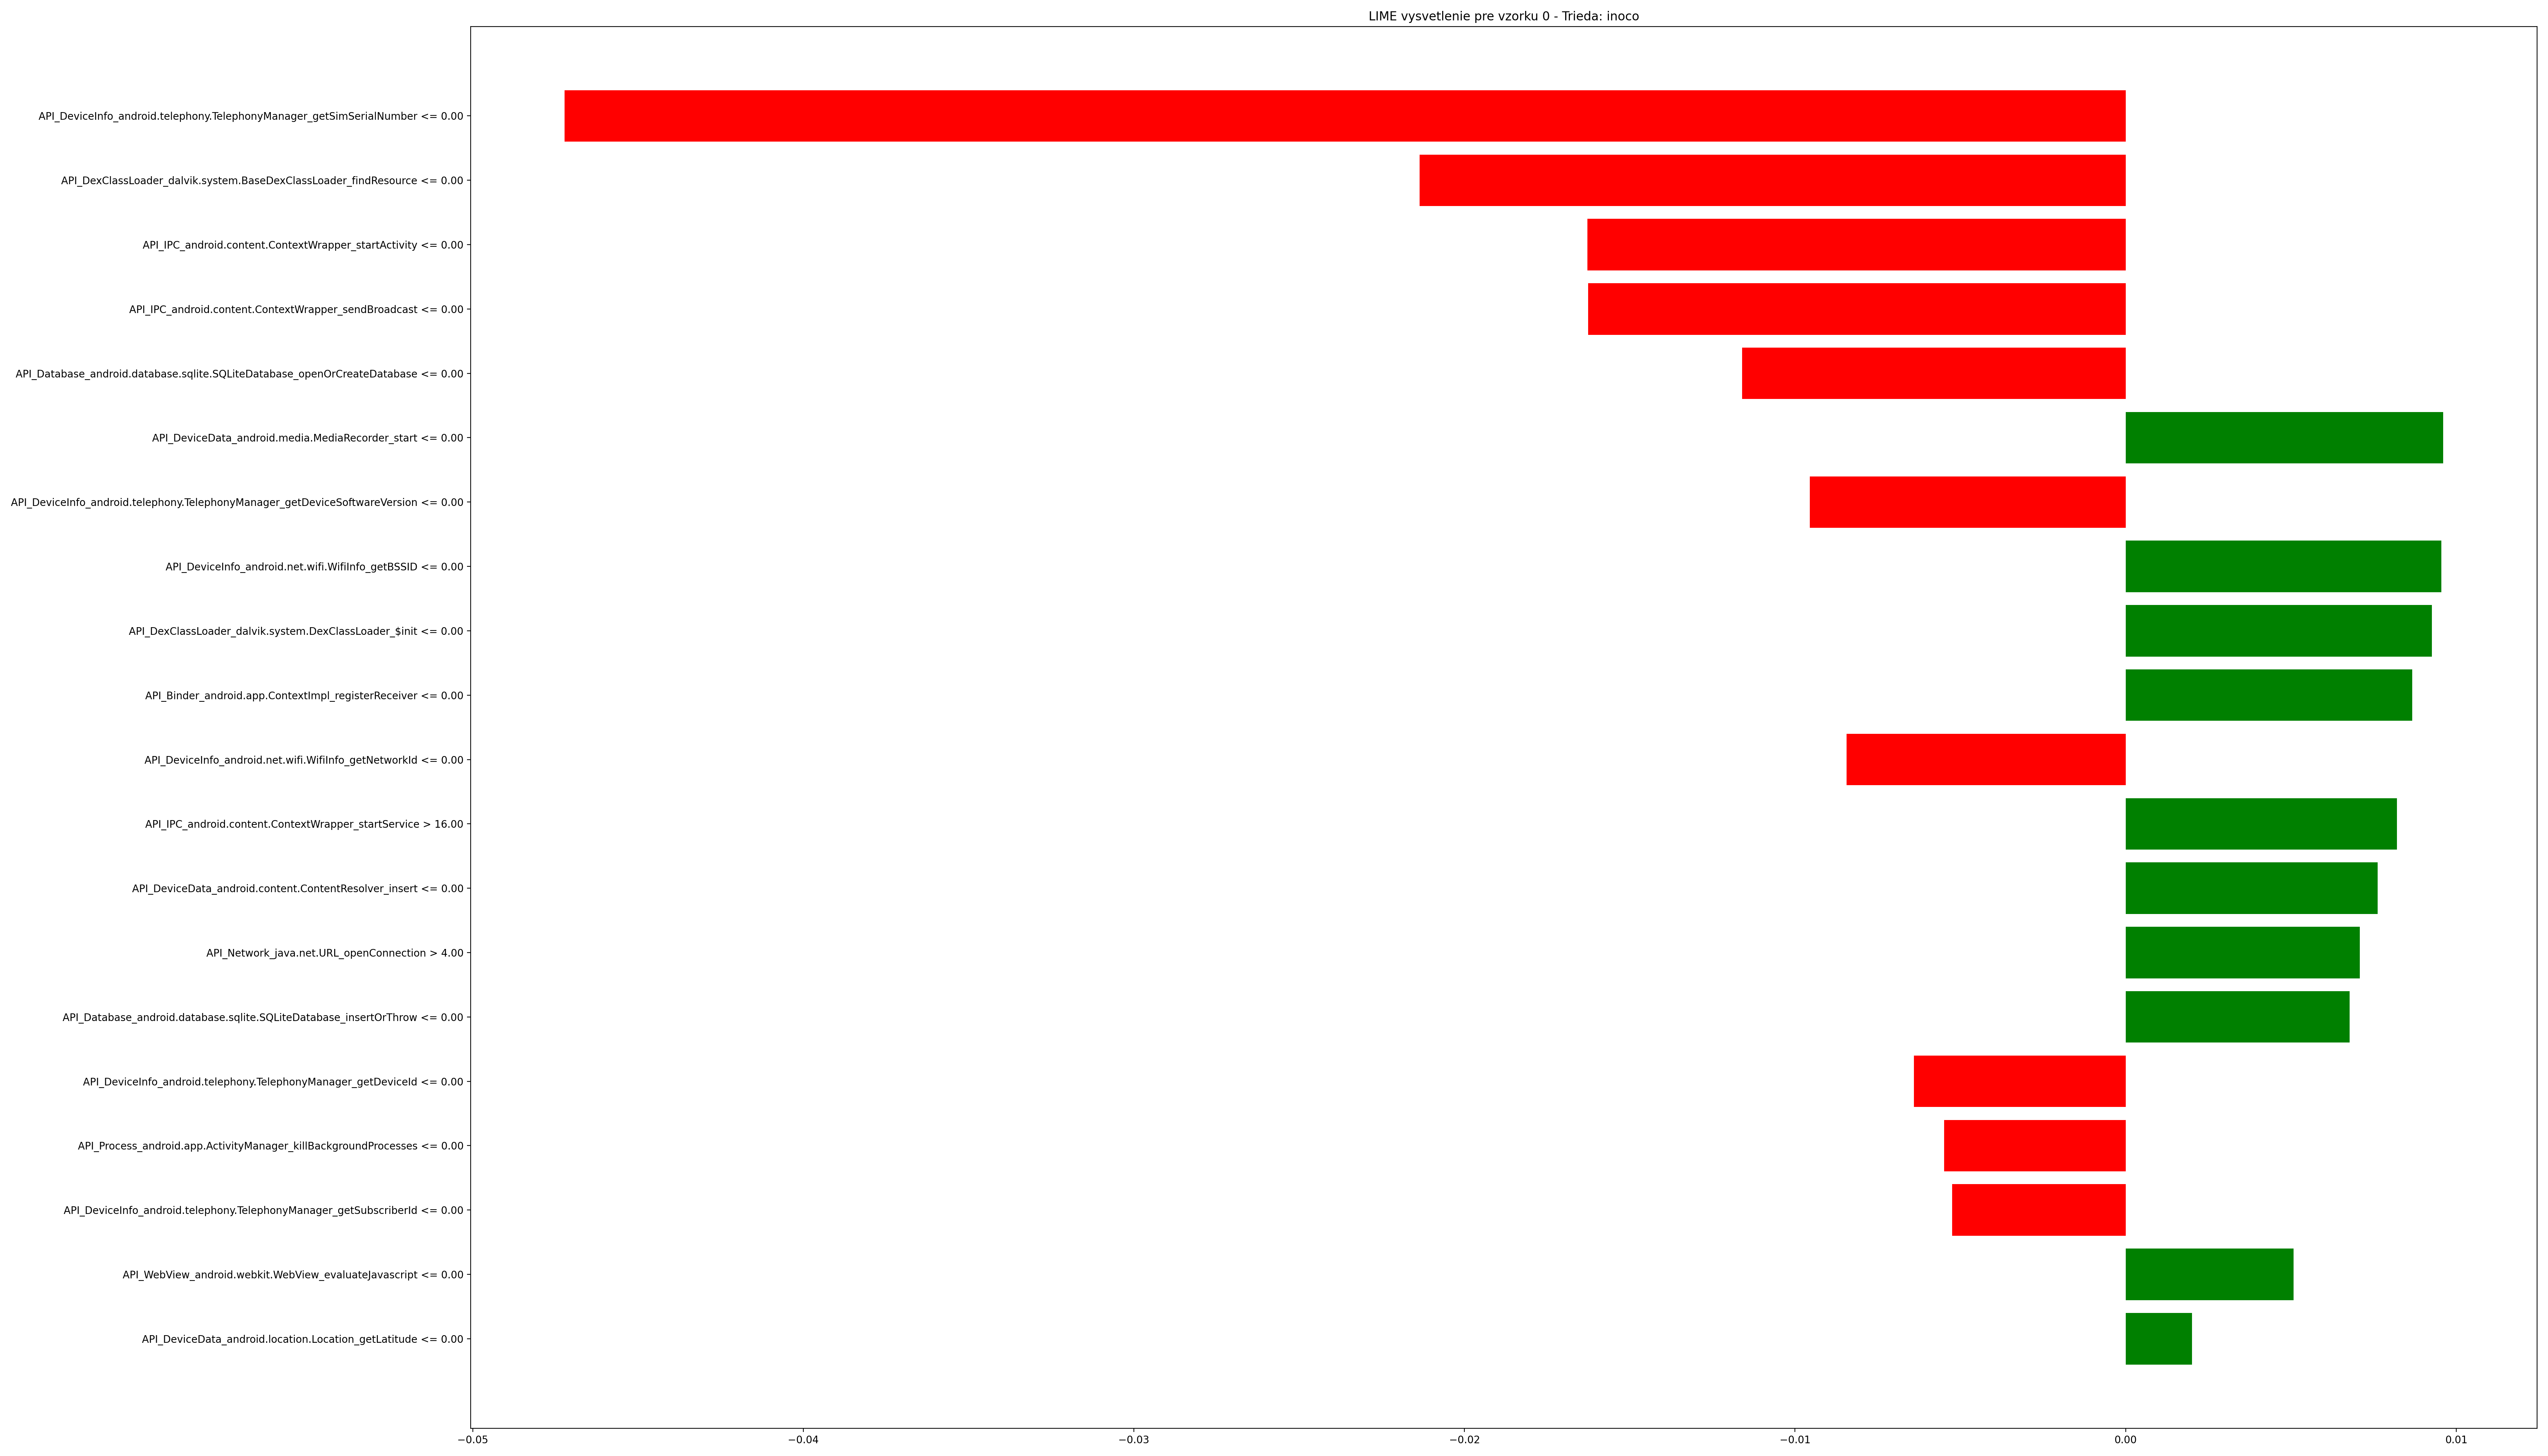 LIME vysvetlenie pre vzorku 0 - Trieda: inoco
API_DeviceInfo_android.telephony.TelephonyManager_getSimSerialNumber <= 0.00
API_DexClassLoader_dalvik.system.BaseDexClassLoader_findResource <= 0.00
API_IPC_android.content.ContextWrapper_startActivity <= 0.00
API_IPC_android.content.ContextWrapper_sendBroadcast <= 0.00
API_Database_android.database.sqlite.SQLiteDatabase_openOrCreateDatabase <= 0.00
API_DeviceData_android.media.MediaRecorder_start <= 0.00
API_DeviceInfo_android.telephony.TelephonyManager_getDeviceSoftwareVersion <= 0.00
API_DeviceInfo_android.net.wifi.WifiInfo_getBSSID <= 0.00
API_DexClassLoader_dalvik.system.DexClassLoader_$init <= 0.00
API_Binder_android.app.ContextImpl_registerReceiver <= 0.00
API_DeviceInfo_android.net.wifi.WifiInfo_getNetworkId <= 0.00
API_IPC_android.content.ContextWrapper_startService > 16.00
API_DeviceData_android.content.ContentResolver_insert <= 0.00
API_Network_java.net.URL_openConnection > 4.00
API_Database_android.database.sqlite.SQLiteDatabase_insertOrThrow <= 0.00
API_DeviceInfo_android.telephony.TelephonyManager_getDeviceId <= 0.00
API_Process_android.app.ActivityManager_killBackgroundProcesses <= 0.00
API_DeviceInfo_android.telephony.TelephonyManager_getSubscriberId <= 0.00
API_WebView_android.webkit.WebView_evaluateJavascript <= 0.00
API_DeviceData_android.location.Location_getLatitude <= 0.00
−0.05 −0.04 −0.03 −0.02 −0.01 0.00 0.01